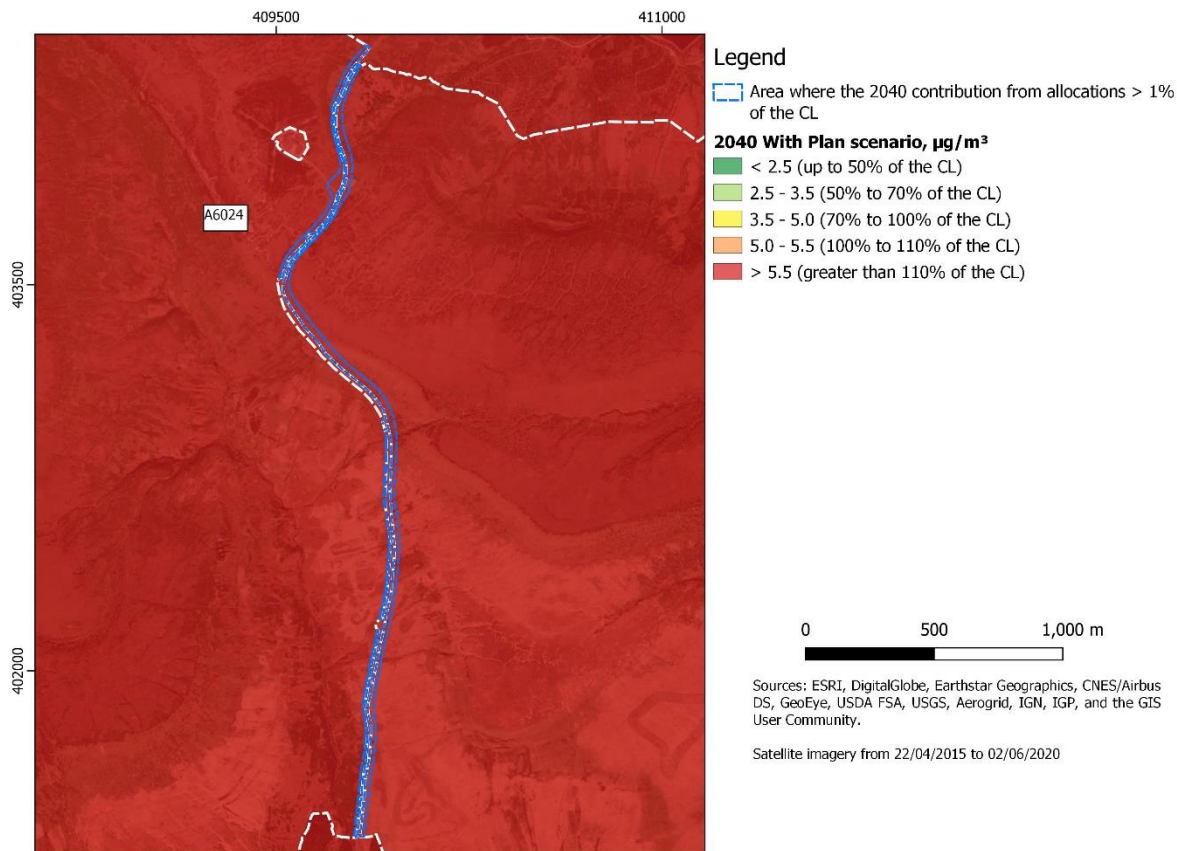 409500
411000
403500
402000
A6024
Legend
Area where the 2040 contribution from allocations > 1%
of the CL
2040 With Plan scenario, µg/m³
< 2.5 (up to 50% of the CL)
2.5 - 3.5 (50% to 70% of the CL)
3.5 - 5.0 (70% to 100% of the CL)
5.0 - 5.5 (100% to 110% of the CL)
> 5.5 (greater than 110% of the CL)
0 500 1,000 m
Sources: ESRI, DigitalGlobe, Earthstar Geographics, CNES/Airbus
DS, GeoEye, USDA FSA, USGS, Aerogrid, IGN, IGP, and the GIS
User Community.
Satellite imagery from 22/04/2015 to 02/06/2020